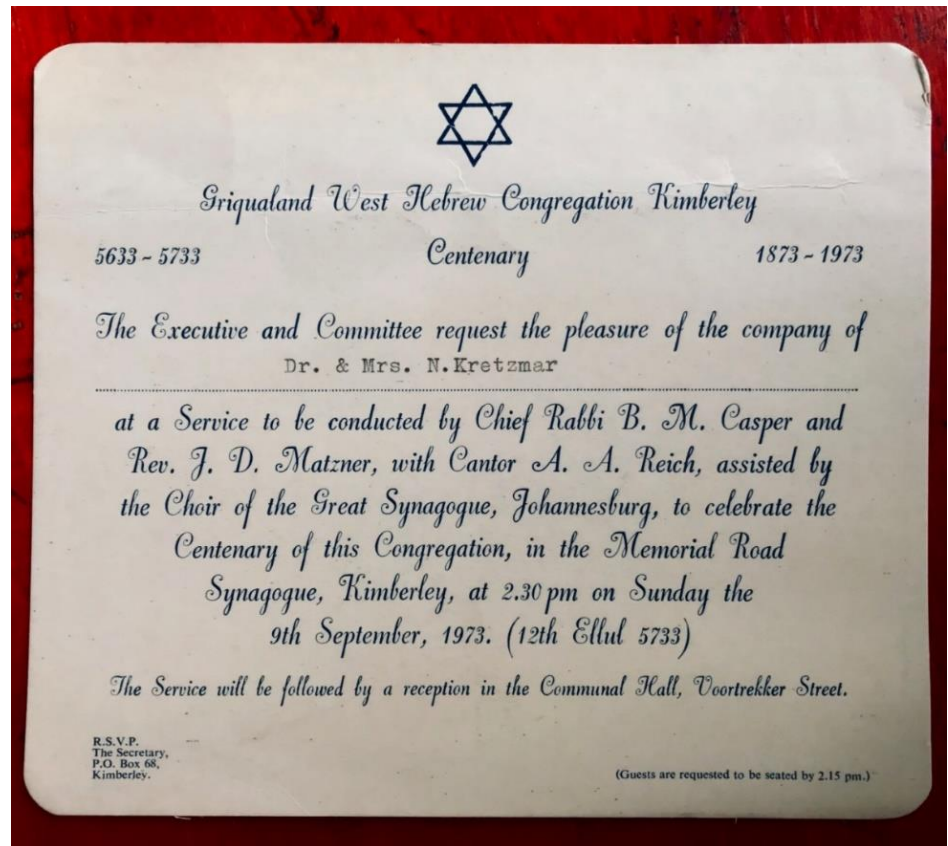 Griqualand West Hebrew Congregation Kimberley
5633 ~ 5733 Centenary 1873 ~ 1973
The Executive and Committee request the pleasure of the company of
Dr. & Mrs. N.Kretzmar
at a Service to be conducted by Chief Rabbi B. M. Casper and
Rev. J. D. Matzner, with Cantor A. A. Reich, assisted by
the Choir of the Great Synagogue, Johannesburg, to celebrate the
Centenary of this Congregation, in the Memorial Road
Synagogue, Kimberley, at 2.30 pm on Sunday the
9th September, 1973. (12th Ellul 5733)
The Service will be followed by a reception in the Communal Hall, Voortrekker Street.
R.S.V.P.
The Secretary,
P.O. Box 68,
Kimberley.
(Guests are requested to be seated by 2.15 pm.)